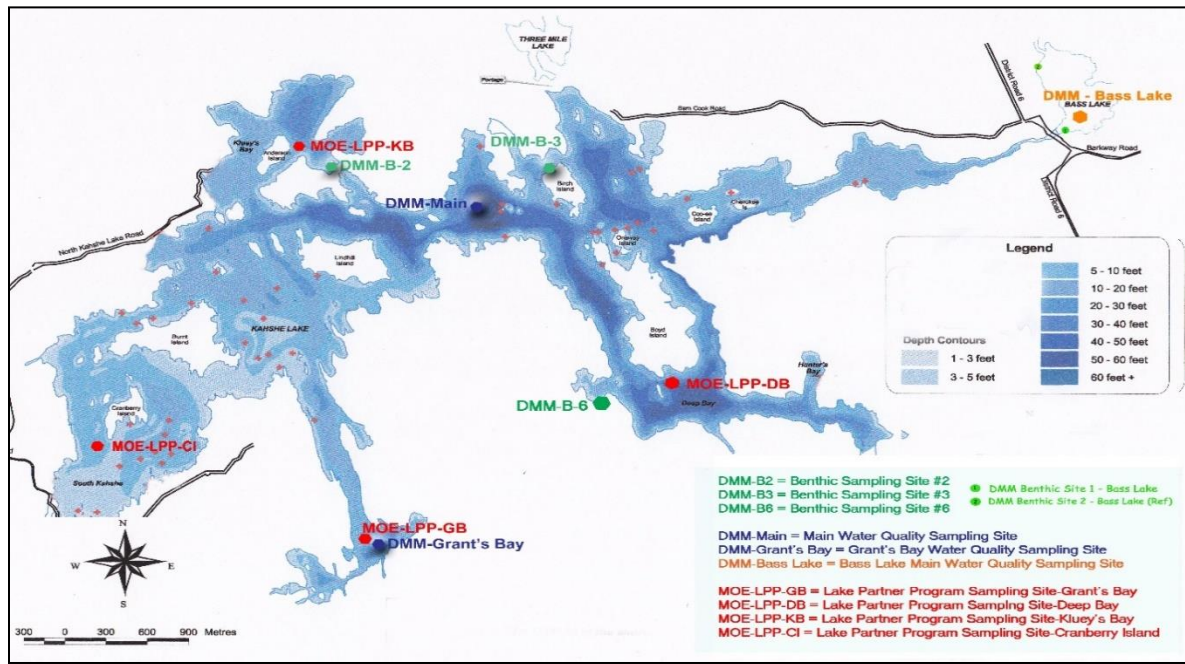 THREE MILE
LAKE
Portage
District Road 6
DMM - Bass Lake
BASS LAKE
2
1
Barn Cook Road
Barkway Road
District Road 6
Kluey's Bay
Anderson
Island
MOE-LPP-KB
DMM-B-2
DMM-B-3
Birch
Island
DMM-Main
Cherokee Is
Coo-ee
Island
North Kahshe Lake Road
Lindhill
Island
Boyd
Island
KAHSHE LAKE
Burnt
Island
Hunter's
Bay
MOE-LPP-DB
Deep Bay
DMM-B-6
Cranberry
Island
MOE-LPP-CI
South Kahshe
MOE-LPP-GB
DMM-Grant's Bay
N
W
E
S
300 0 300 600 900 Metres
Legend
Depth Contours
1 - 3 feet
3 - 5 feet
5 - 10 feet
10 - 20 feet
20 - 30 feet
30 - 40 feet
40 - 50 feet
50 - 60 feet
60 feet +
DMM-B2 = Benthic Sampling Site #2
DMM-B3 = Benthic Sampling Site #3
DMM-B6 = Benthic Sampling Site #6
1 DMM Benthic Site 1 - Bass Lake
2 DMM Benthic Site 2 - Bass Lake (Ref)
DMM-Main = Main Water Quality Sampling Site
DMM-Grant's Bay = Grant's Bay Water Quality Sampling Site
DMM-Bass Lake = Bass Lake Main Water Quality Sampling Site
MOE-LPP-GB = Lake Partner Program Sampling Site-Grant's Bay
MOE-LPP-DB = Lake Partner Program Samplng Site-Deep Bay
MOE-LPP-KB = Lake Partner Program Sampling Site-Kluey's Bay
MOE-LPP-CI = Lake Partner Program Sampling Site-Cranberry Island